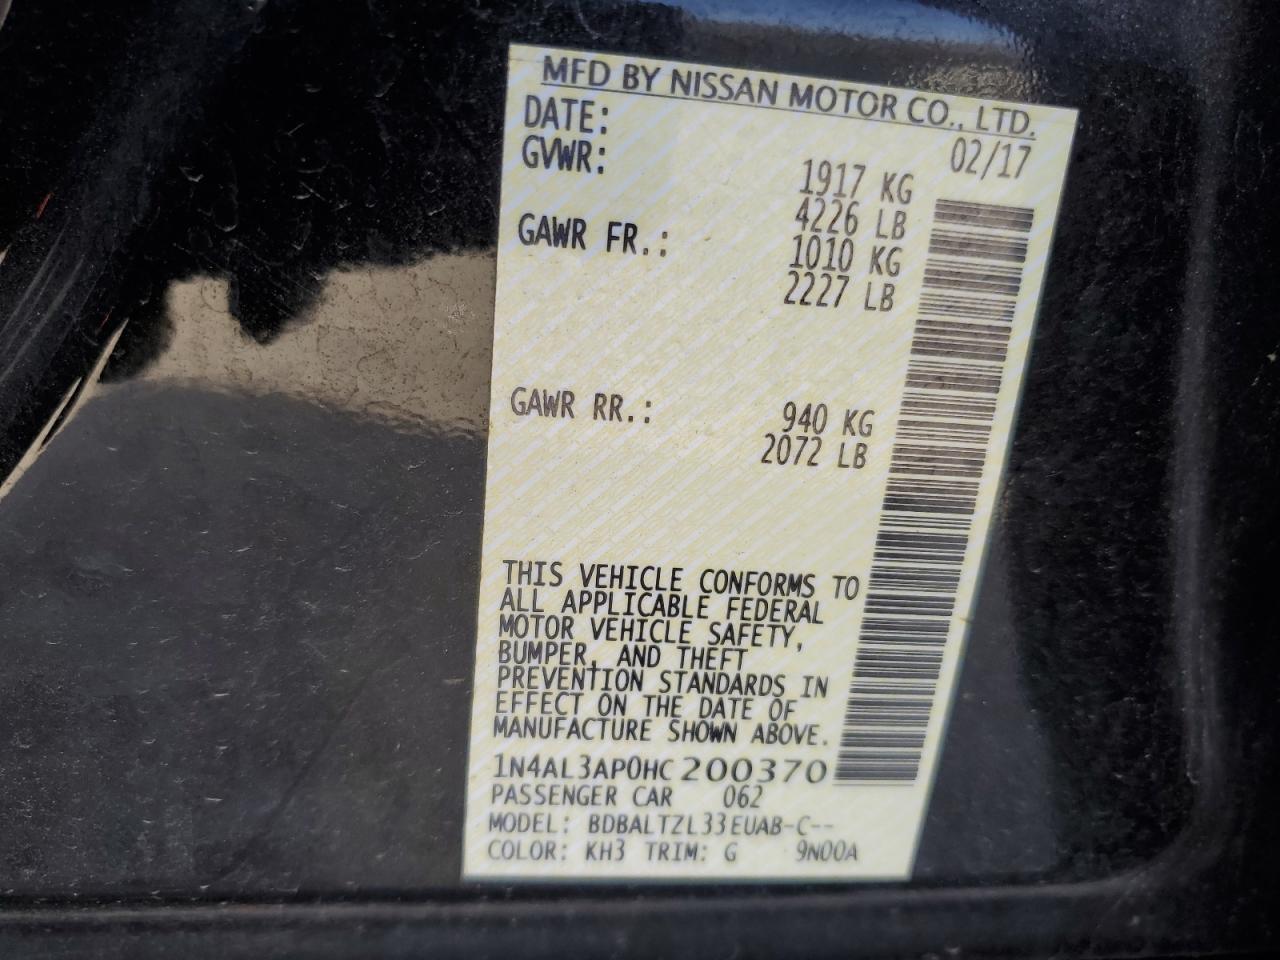 MFD BY NISSAN MOTOR CO., LTD.
DATE: 02/17
GVWR: 1917 KG
4226 LB
GAWR FR.: 1010 KG
2227 LB
GAWR RR.: 940 KG
2072 LB
THIS VEHICLE CONFORMS TO
ALL APPLICABLE FEDERAL
MOTOR VEHICLE SAFETY,
BUMPER, AND THEFT
PREVENTION STANDARDS IN
EFFECT ON THE DATE OF
MANUFACTURE SHOWN ABOVE.
1N4AL3AP0HC200370
PASSENGER CAR 062
MODEL: BDBALTZL33EUAB-C--
COLOR: KH3 TRIM: G 9N00A